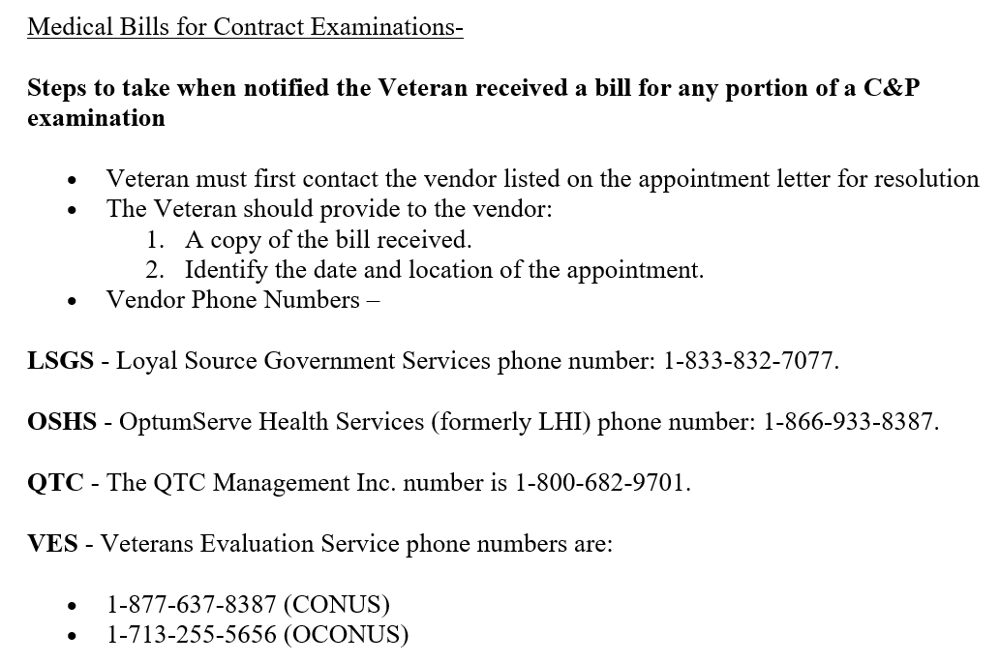 Medical Bills for Contract Examinations-
Steps to take when notified the Veteran received a bill for any portion of a C&P
examination
• Veteran must first contact the vendor listed on the appointment letter for resolution
• The Veteran should provide to the vendor:
1. A copy of the bill received.
2. Identify the date and location of the appointment.
• Vendor Phone Numbers –
LSGS - Loyal Source Government Services phone number: 1-833-832-7077.
OSHS - OptumServe Health Services (formerly LHI) phone number: 1-866-933-8387.
QTC - The QTC Management Inc. number is 1-800-682-9701.
VES - Veterans Evaluation Service phone numbers are:
• 1-877-637-8387 (CONUS)
• 1-713-255-5656 (OCONUS)